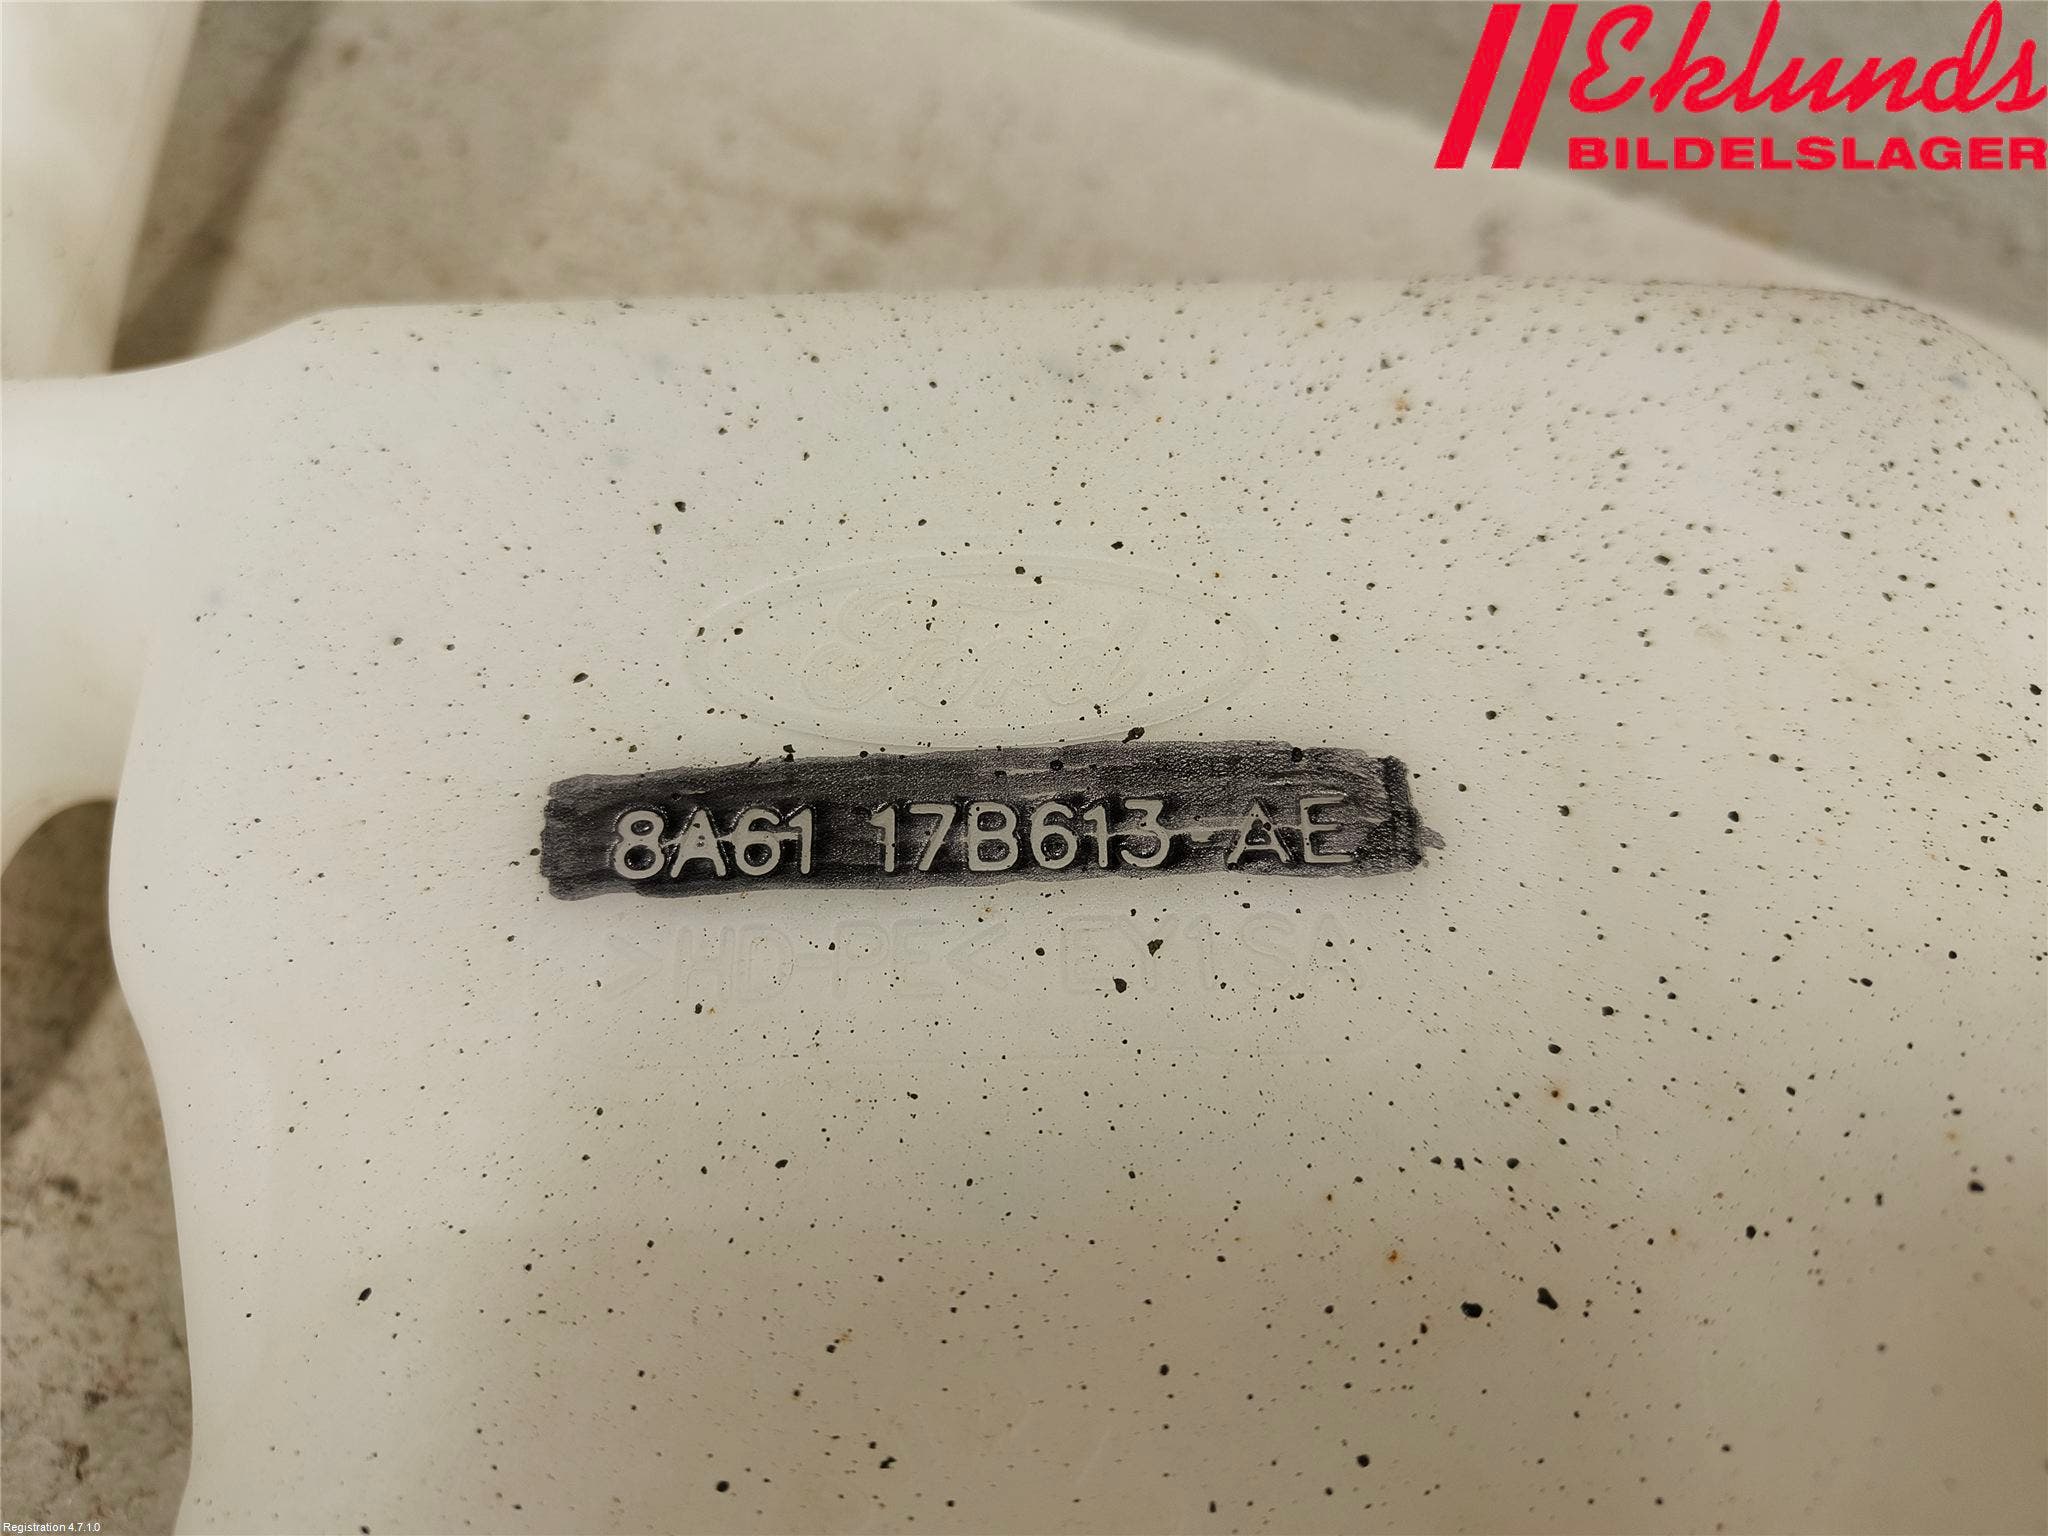 Eklunds
BILDELSLAGER
Ford
8A61 17B613-AE
>HD-PE< EY1SA
Registration 4.7.1.0